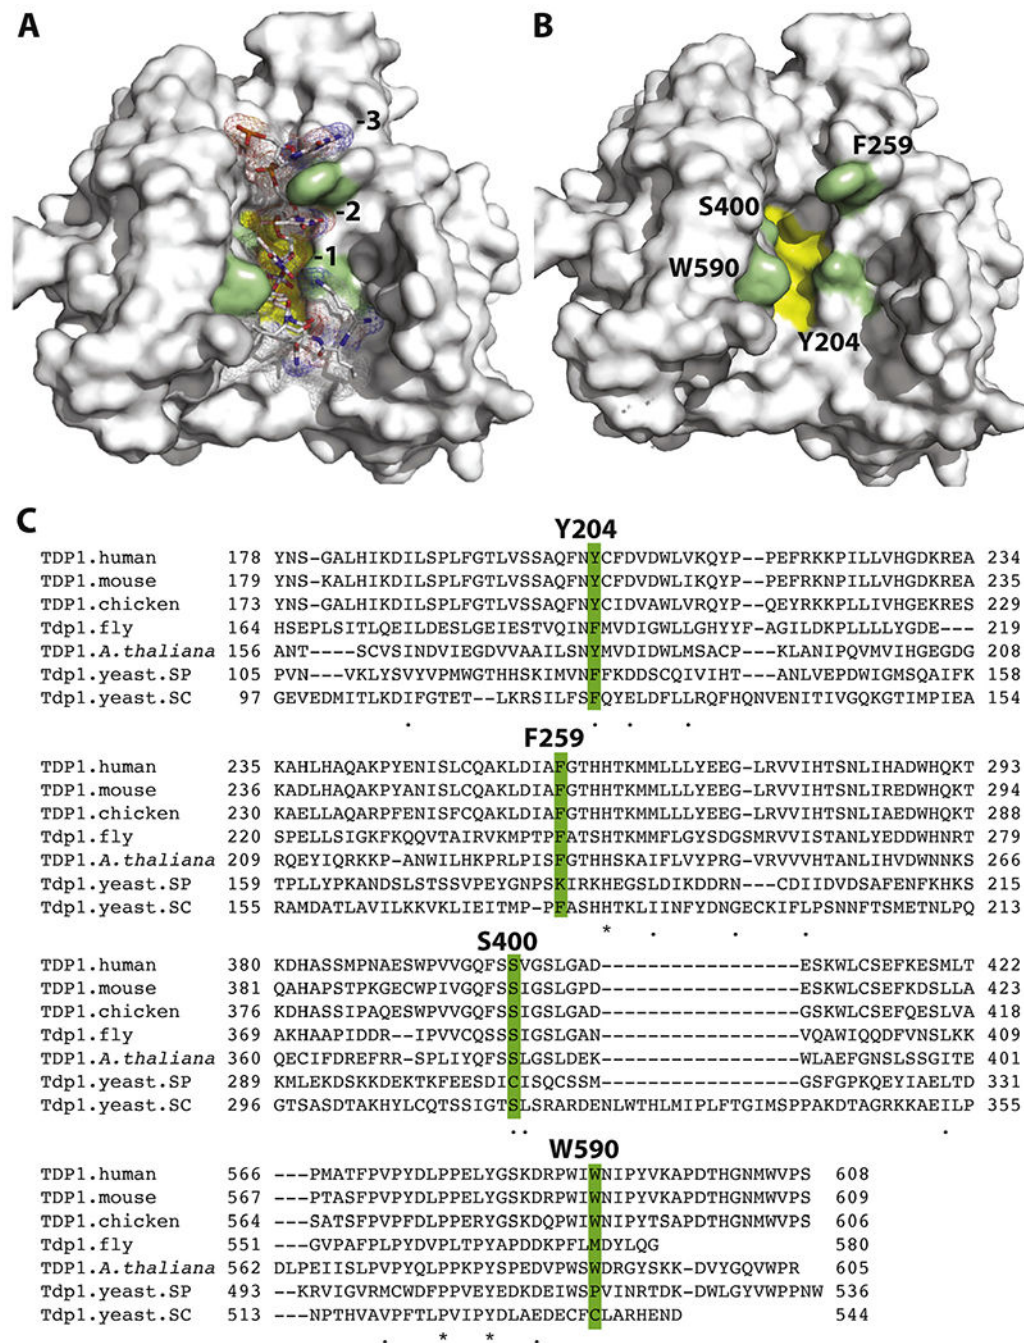 A
B
-3
-2
-1
F259
S400
W590
Y204
C
Y204
TDP1.human 178 YNS-GALHIKDILSPLFGTLVSSAQFNYCFDVDWLVKQYP--PEFRKKPILLVHGDKREA 234
TDP1.mouse 179 YNS-KALHIKDILSPLFGTLVSSAQFNYCFDVDWLIKQYP--PEFRKNPILLVHGDKREA 235
TDP1.chicken 173 YNS-GALHIKDILSPLFGTLVSSAQFNYCIDVAWLVRQYP--QEYRKKPLLIVHGEKRES 229
Tdp1.fly 164 HSEPLSITLQEILDESLGEIESTVQINFMVDIGWLLGHYYF-AGILDKPLLLLYGDE--- 219
TDP1.A.thaliana 156 ANT----SCVSINDVIEGDVVAAILSNYMVDIDWLMSACP--KLANIPQVMVIHGEGDG 208
Tdp1.yeast.SP 105 PVN---VKLYSVYVPMWGTHHSKIMVNFFKDDSCQIVIHT--ANLVEPDWIGMSQAIFK 158
Tdp1.yeast.SC 97 GEVEDMITLKDIFGTET--LKRSILFSFQYELDFLLRQFHQNVENITIVGQKGTIMPIEA 154
. . . .
F259
TDP1.human 235 KAHLHAQAKPYENISLCQAKLDIAFGTHHTKMMLLLYEEG-LRVVIHTSNLIHADWHQKT 293
TDP1.mouse 236 KADLHAQAKPYANISLCQAKLDIAFGTHHTKMMLLLYEEG-LRVVIHTSNLIREDWHQKT 294
TDP1.chicken 230 KAELLAQARPFENISFCQAKLDIAFGTHHTKMMLLLYEEG-LRVVIHTSNLIAEDWHQKT 288
Tdp1.fly 220 SPELLSIGKFKQQVTAIRVKMPTPFATSHTKMMFLGYSDGSMRVVISTANLYEDDWHNRT 279
TDP1.A.thaliana 209 RQEYIQRKKP-ANWILHKPRLPISFGTHHSKAIFLVYPRG-VRVVVHTANLIHVDWNNKS 266
Tdp1.yeast.SP 159 TPLLYPKANDSLSTSSVPEYGNPSKIRKHEGSLDIKDDRN---CDIIDVDSAFENFKHKS 215
Tdp1.yeast.SC 155 RAMDATLAVILKKVKLIEITMP-PFASHHTKLIINFYDNGECKIFLPSNNFTSMETNLPQ 213
* . . .
S400
TDP1.human 380 KDHASSMPNAESWPVVGQFSSVGSLGAD-----------------ESKWLCSEFKESMLT 422
TDP1.mouse 381 QAHAPSTPKGECWPIVGQFSSIGSLGPD-----------------ESKWLCSEFKDSLLA 423
TDP1.chicken 376 KDHASSIPAQESWPVVGQFSSIGSLGAD-----------------GSKWLCSEFQESLVA 418
Tdp1.fly 369 AKHAAPIDDR--IPVVCQSSSIGSLGAN-----------------VQAWIQQDFVNSLKK 409
TDP1.A.thaliana 360 QECIFDREFRR-SPLIYQFSSLGSLDEK-----------------WLAEFGNSLSSGITE 401
Tdp1.yeast.SP 289 KMLEKDSKKDEKTKFEESDICISQCSSM-----------------GSFGPKQEYIAELTD 331
Tdp1.yeast.SC 296 GTSASDTAKHYLCQTSSIGTSLSRARDENLWTHLMIPLFTGIMSPPAKDTAGRKKAEILP 355
.. .
W590
TDP1.human 566 ---PMATFPVPYDLPPELYGSKDRPWIWNIPYVKAPDTHGNMWVPS 608
TDP1.mouse 567 ---PTASFPVPYDLPPELYGSKDRPWIWNIPYVKAPDTHGNMWVPS 609
TDP1.chicken 564 ---SATSFPVPFDLPPERYGSKDQPWIWNIPYTSAPDTHGNMWVPS 606
Tdp1.fly 551 ---GVPAFPLPYDVPLTPYAPDDKPFLMDYLQG 580
TDP1.A.thaliana 562 DLPEIISLPVPYQLPPKPYSPEDVPWSWDRGYSKK-DVYGQVWPR 605
Tdp1.yeast.SP 493 --KRVIGVRMCWDFPPVEYEDKDEIWSPVINRTDK-DWLGYVWPPNW 536
Tdp1.yeast.SC 513 ---NPTHVAVPFTLPVIPYDLAEDECFCLARHEND 544
. * * .